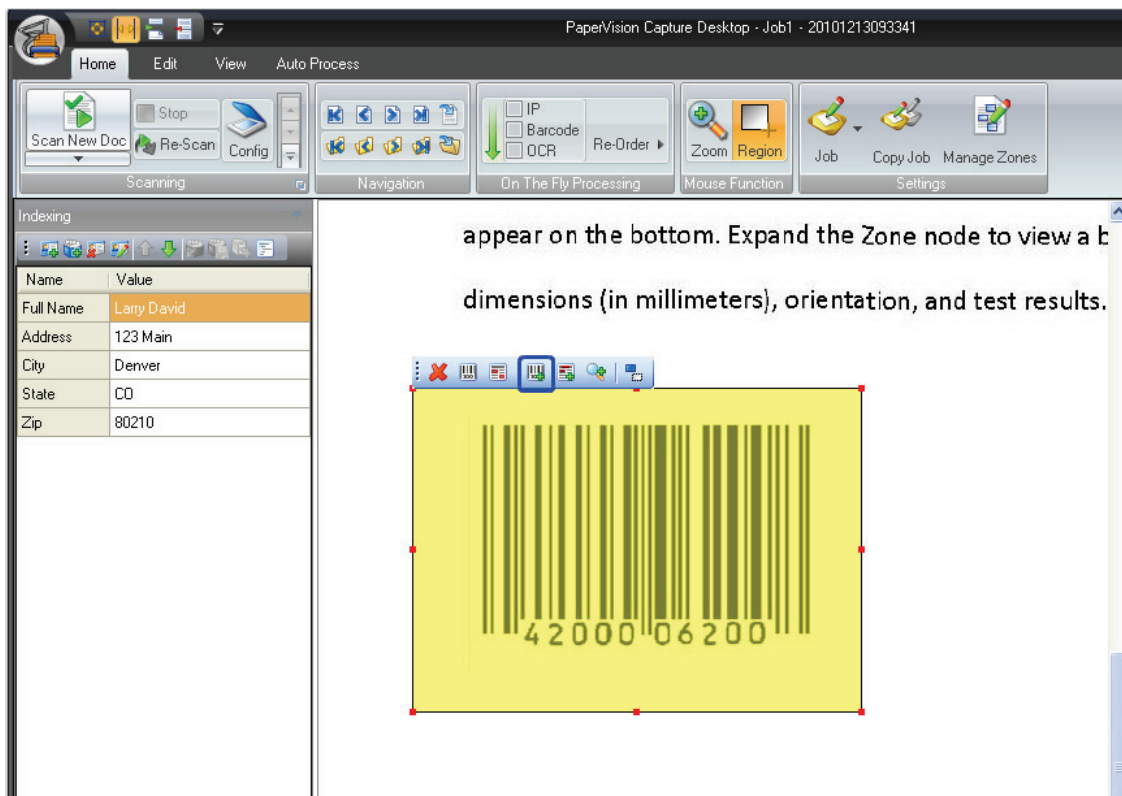 PaperVision Capture Desktop - Job1 - 20101213093341
Home Edit View Auto Process
Scan New Doc
Stop
Re-Scan
Config
Scanning
Navigation
IP
Barcode
OCR
Re-Order
On The Fly Processing
Zoom Region
Mouse Function
Job Copy Job Manage Zones
Settings
Indexing
Name Value
Full Name Larry David
Address 123 Main
City Denver
State CO
Zip 80210
appear on the bottom. Expand the Zone node to view a b
dimensions (in millimeters), orientation, and test results.
42000 06200